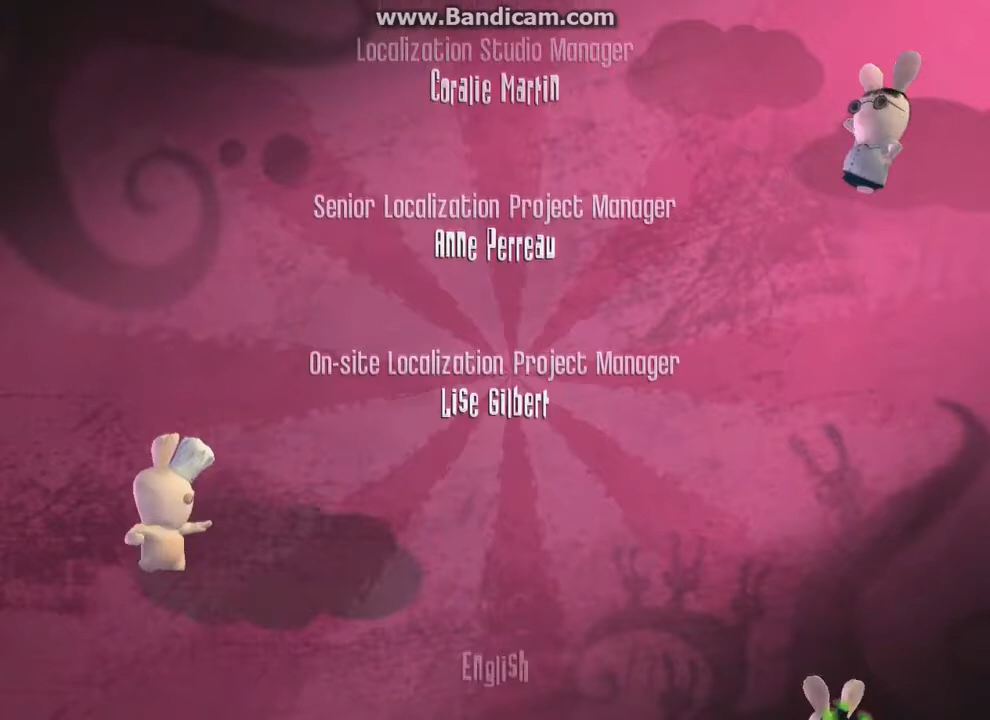 www.Bandicam.com
Localization Studio Manager
Coralie Martin
Senior Localization Project Manager
Anne Perreau
On-site Localization Project Manager
Lise Gilbert
English